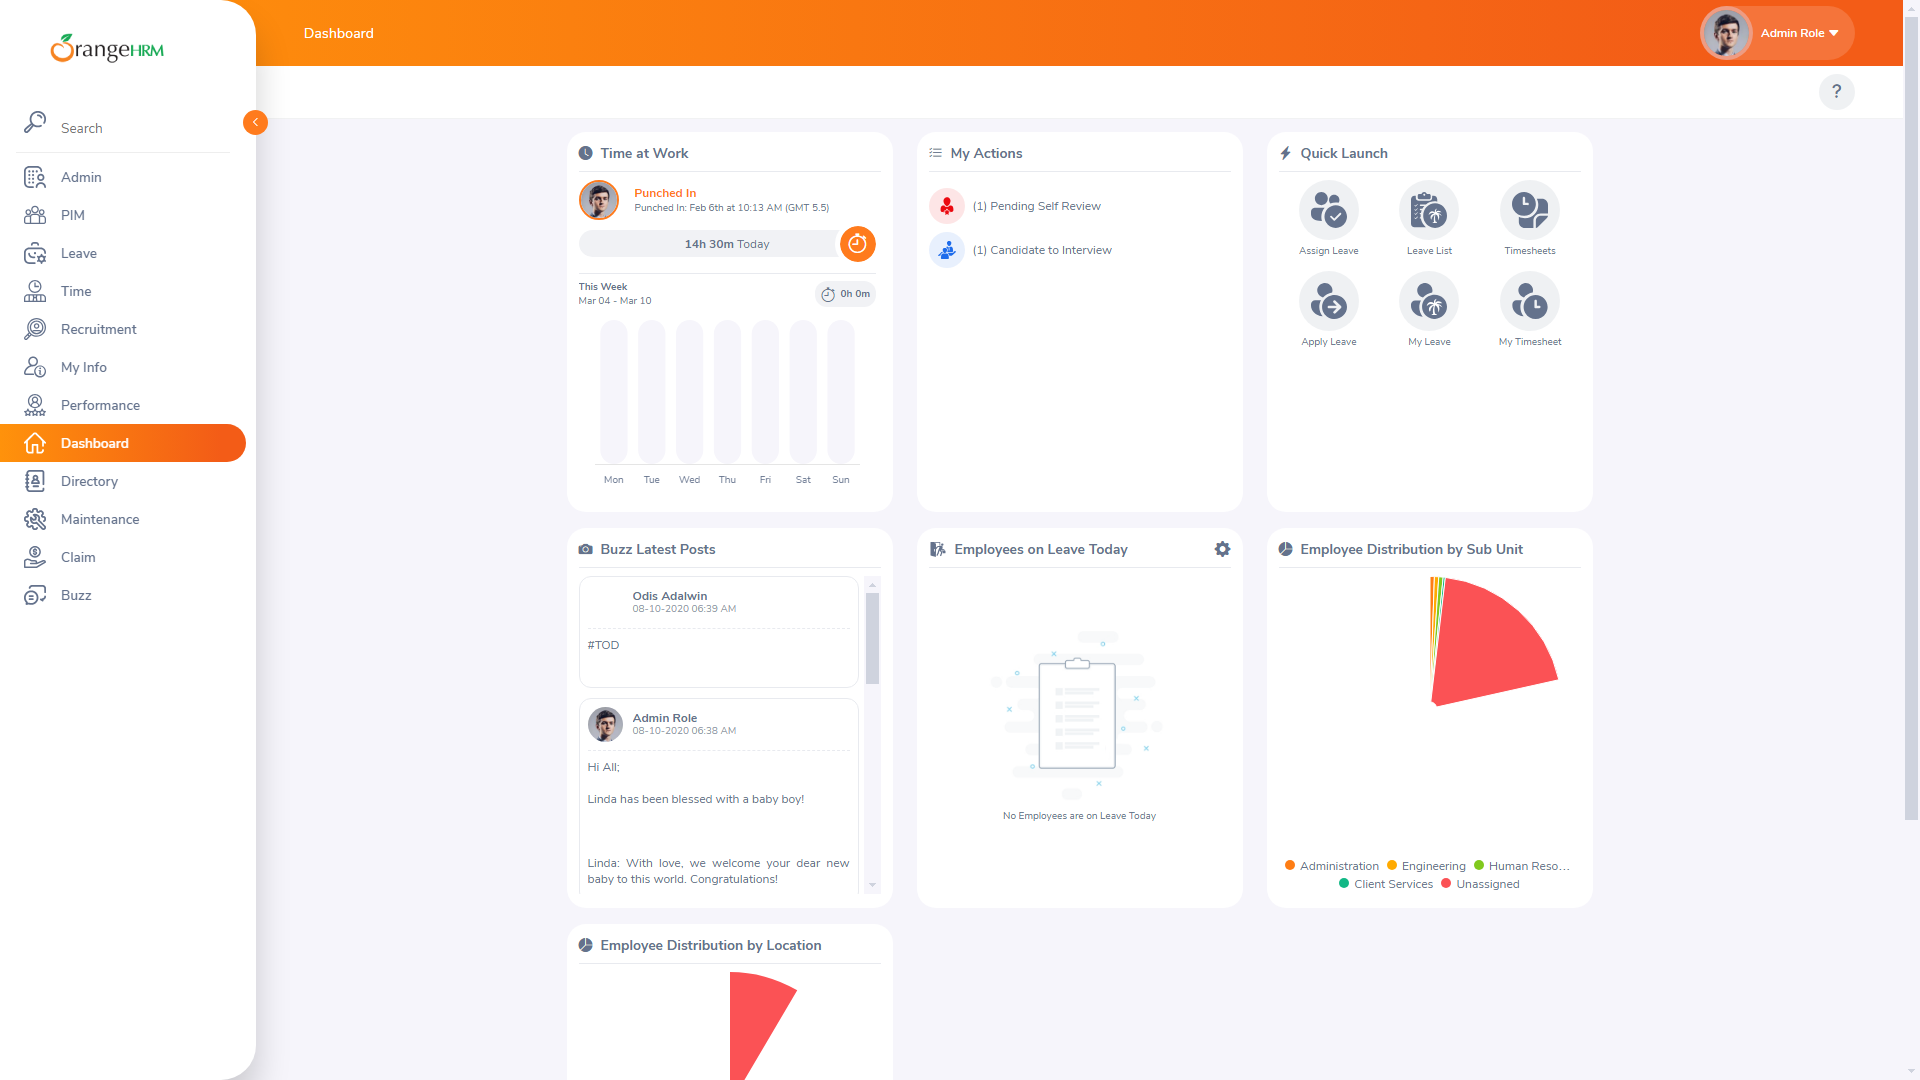 OrangeHRM
Dashboard
Admin Role
?
Search
Admin
PIM
Leave
Time
Recruitment
My Info
Performance
Dashboard
Directory
Maintenance
Claim
Buzz
Time at Work
Punched In
Punched In: Feb 6th at 10:13 AM (GMT 5.5)
14h 30m Today
This Week
Mar 04 - Mar 10
0h 0m
Mon Tue Wed Thu Fri Sat Sun
My Actions
(1) Pending Self Review
(1) Candidate to Interview
Quick Launch
Assign Leave Leave List Timesheets
Apply Leave My Leave My Timesheet
Buzz Latest Posts
Odis Adalwin
08-10-2020 06:39 AM
#TOD
Admin Role
08-10-2020 06:38 AM
Hi All;
Linda has been blessed with a baby boy!
Linda: With love, we welcome your dear new
baby to this world. Congratulations!
Employees on Leave Today
No Employees are on Leave Today
Employee Distribution by Sub Unit
Administration Engineering Human Reso...
Client Services Unassigned
Employee Distribution by Location